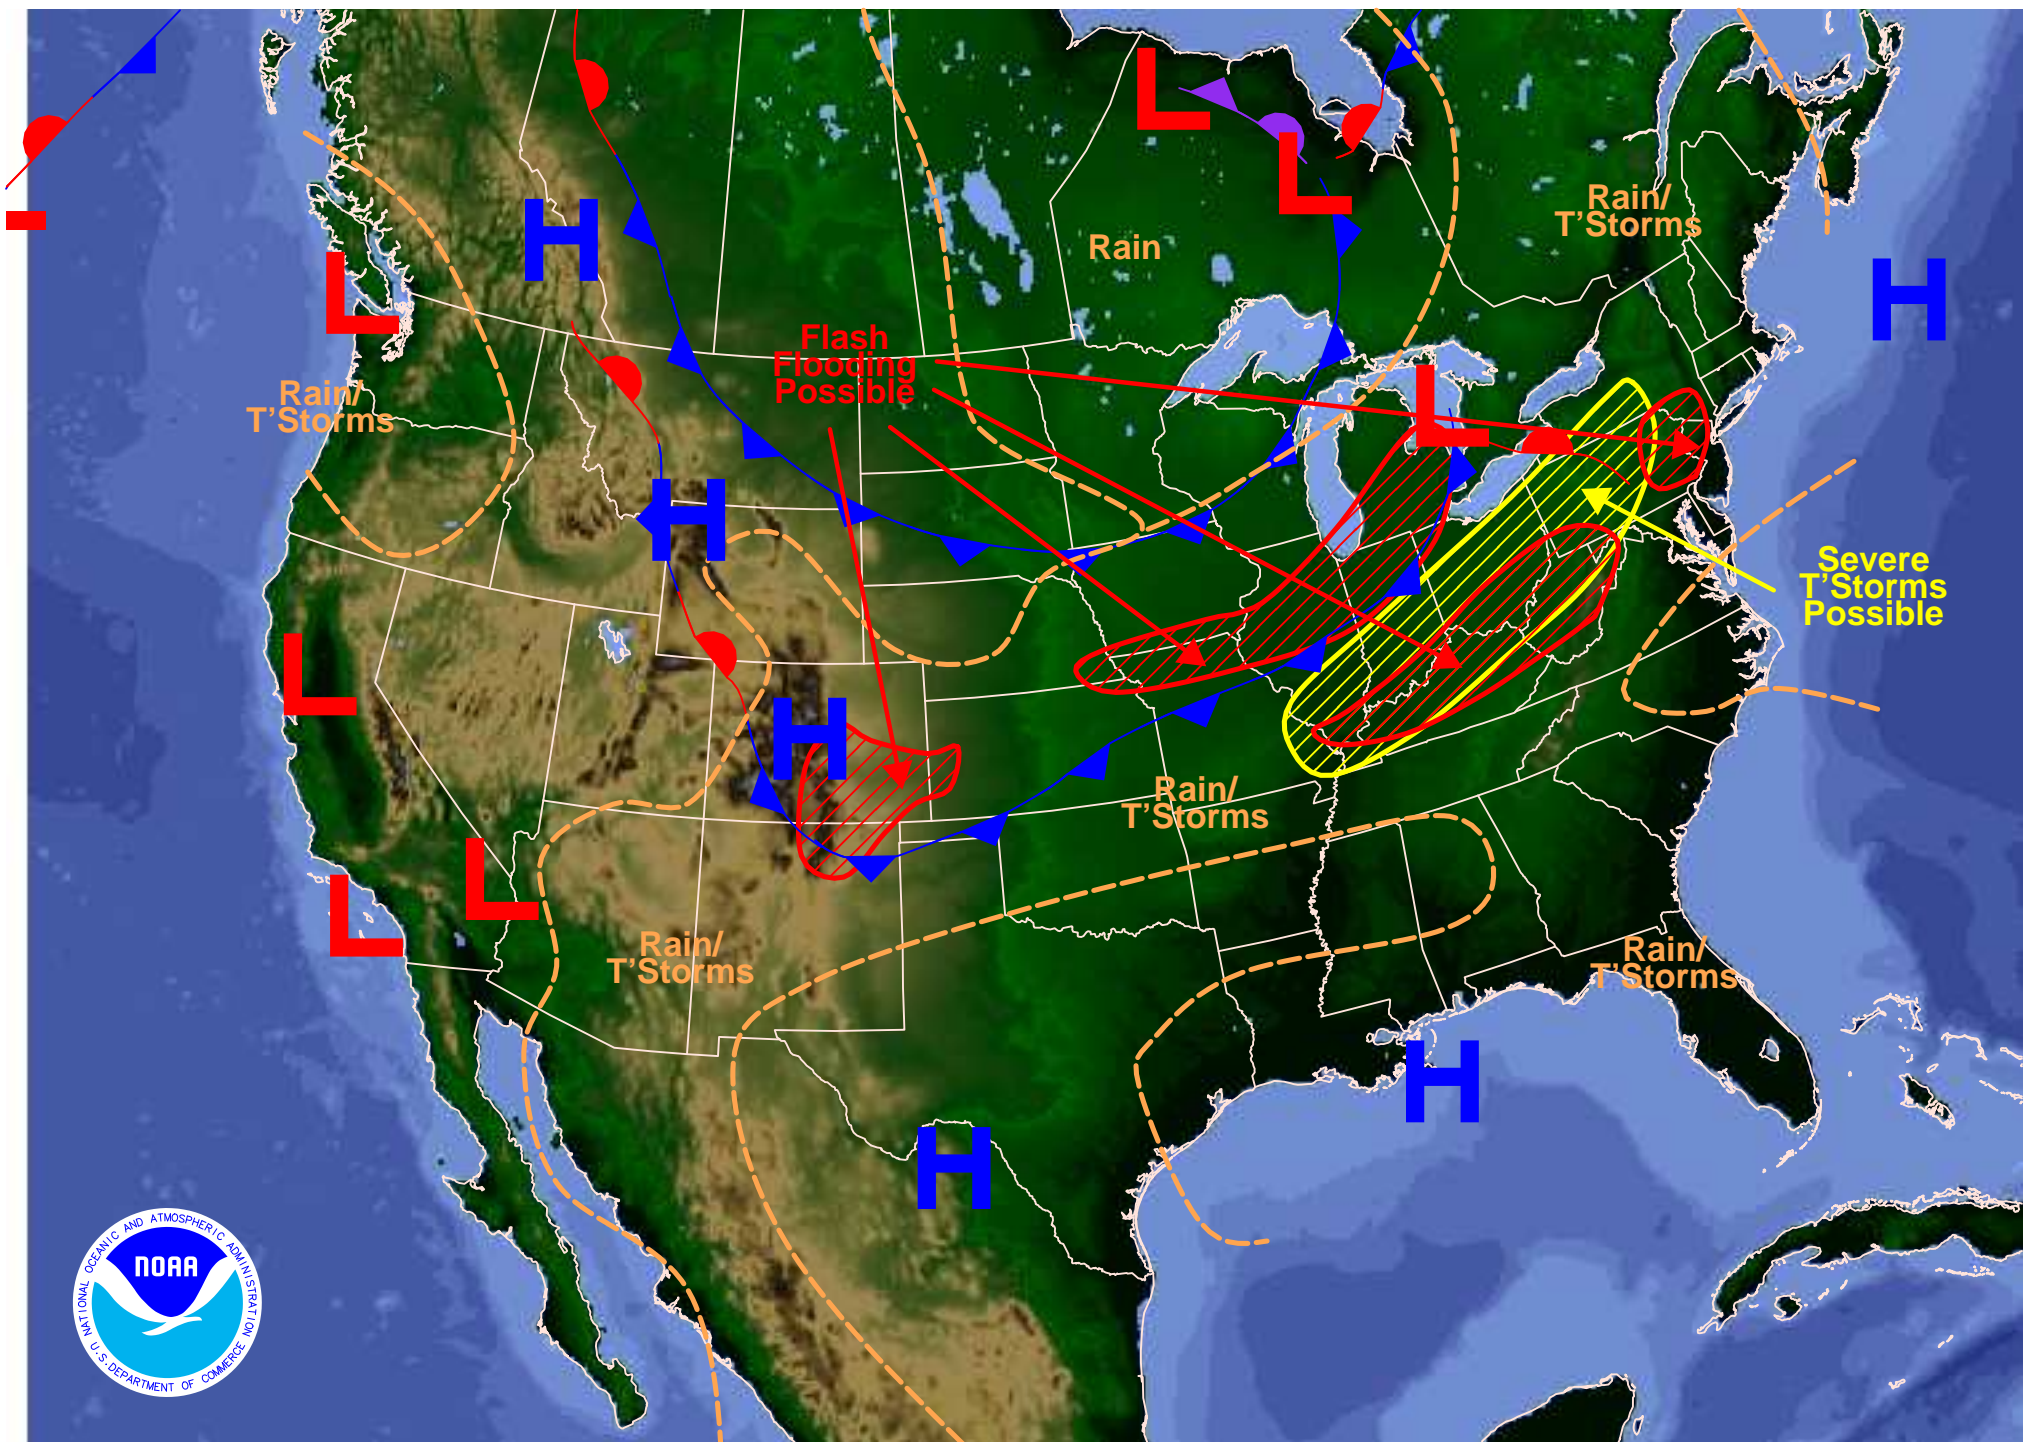 L
L
Rain/
T'Storms
H
Rain
H
L
H
Flash
Flooding
Possible
L
Rain/
T'Storms
H
Severe
T'Storms
Possible
L
H
Rain/
T'Storms
L
L
Rain/
T'Storms
Rain/
T'Storms
H
H
NATIONAL OCEANIC AND ATMOSPHERIC ADMINISTRATION
NOAA
U.S. DEPARTMENT OF COMMERCE